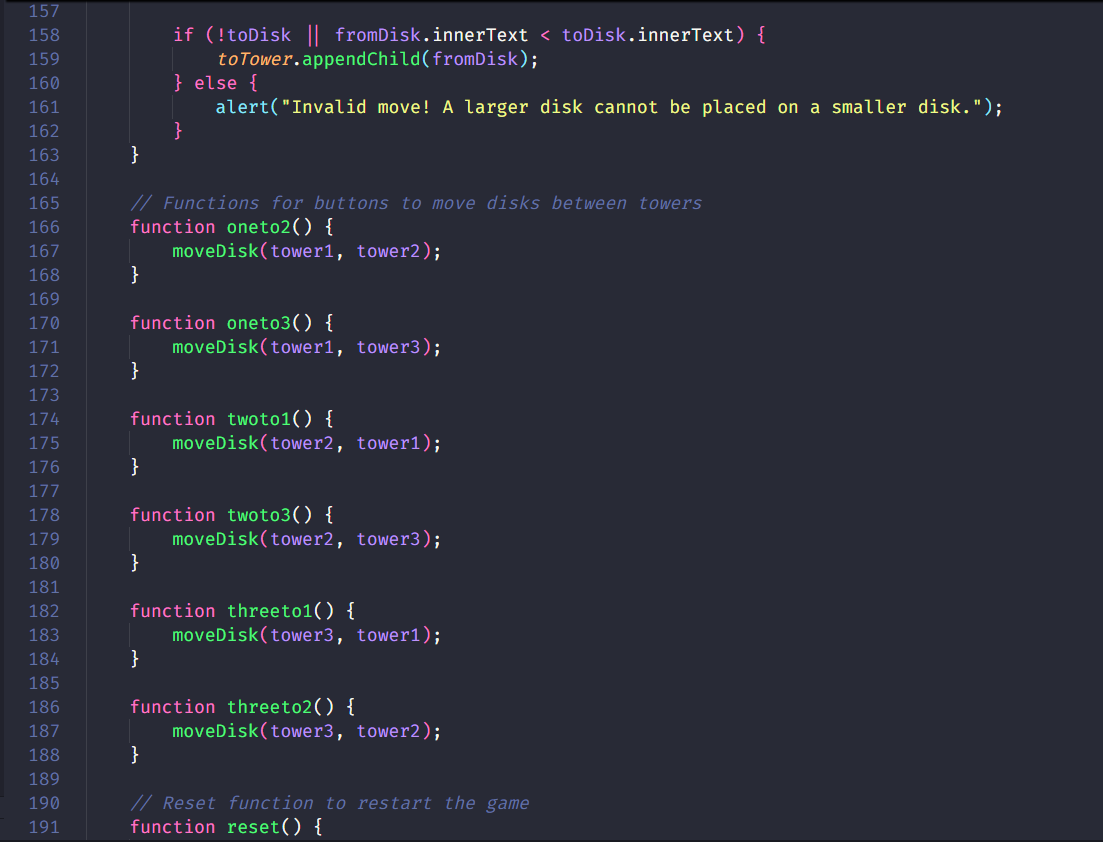 157
158 if (!toDisk || fromDisk.innerText < toDisk.innerText) {
159 toTower.appendChild(fromDisk);
160 } else {
161 alert("Invalid move! A larger disk cannot be placed on a smaller disk.");
162 }
163 }
164
165 // Functions for buttons to move disks between towers
166 function oneto2() {
167 moveDisk(tower1, tower2);
168 }
169
170 function oneto3() {
171 moveDisk(tower1, tower3);
172 }
173
174 function twoto1() {
175 moveDisk(tower2, tower1);
176 }
177
178 function twoto3() {
179 moveDisk(tower2, tower3);
180 }
181
182 function threeto1() {
183 moveDisk(tower3, tower1);
184 }
185
186 function threeto2() {
187 moveDisk(tower3, tower2);
188 }
189
190 // Reset function to restart the game
191 function reset() {